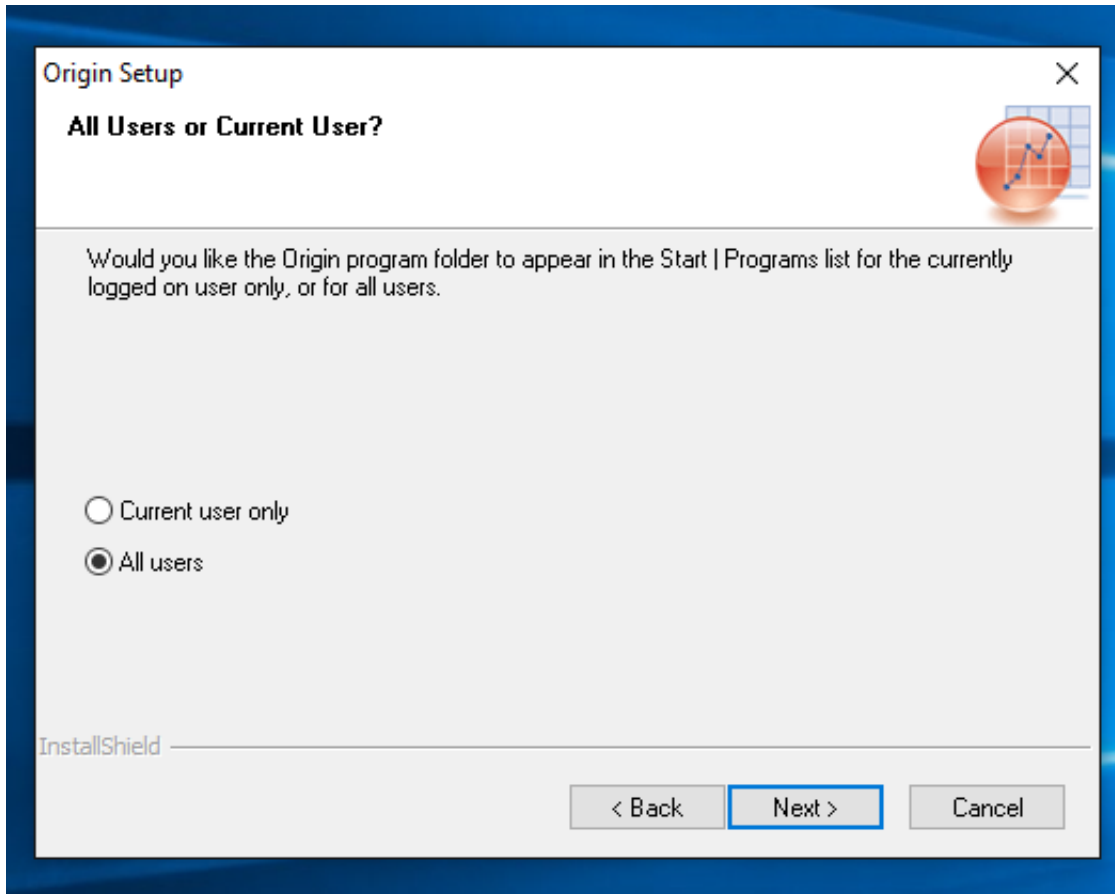 Origin Setup
All Users or Current User?
Would you like the Origin program folder to appear in the Start | Programs list for the currently
logged on user only, or for all users.
Current user only
All users
InstallShield
< Back Next > Cancel